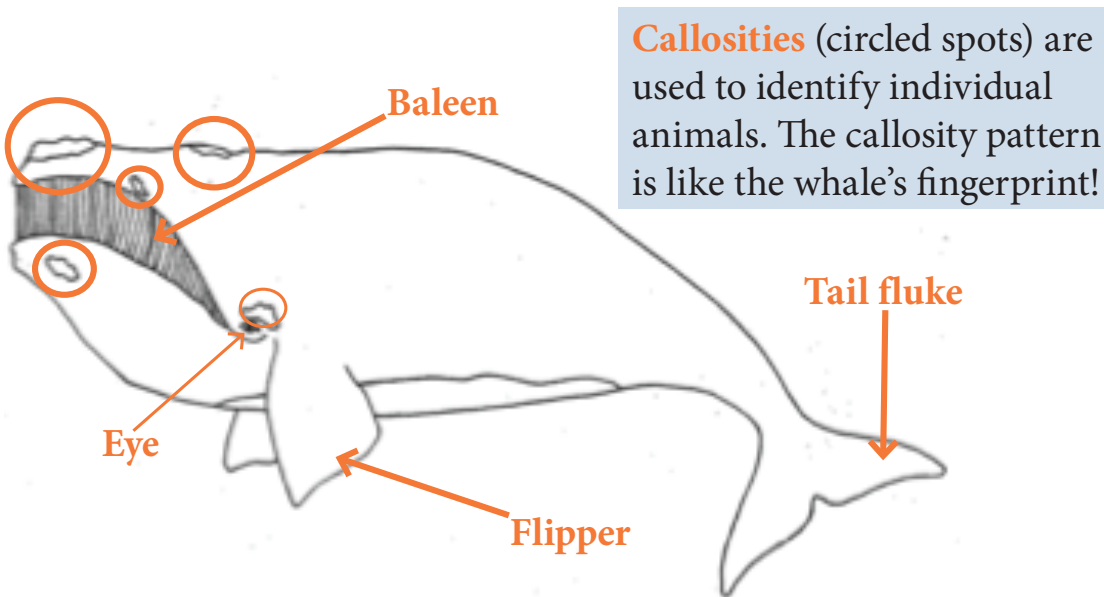 Callosities (circled spots) are
used to identify individual
animals. The callosity pattern
is like the whale's fingerprint!
Baleen
Tail fluke
Eye
Flipper